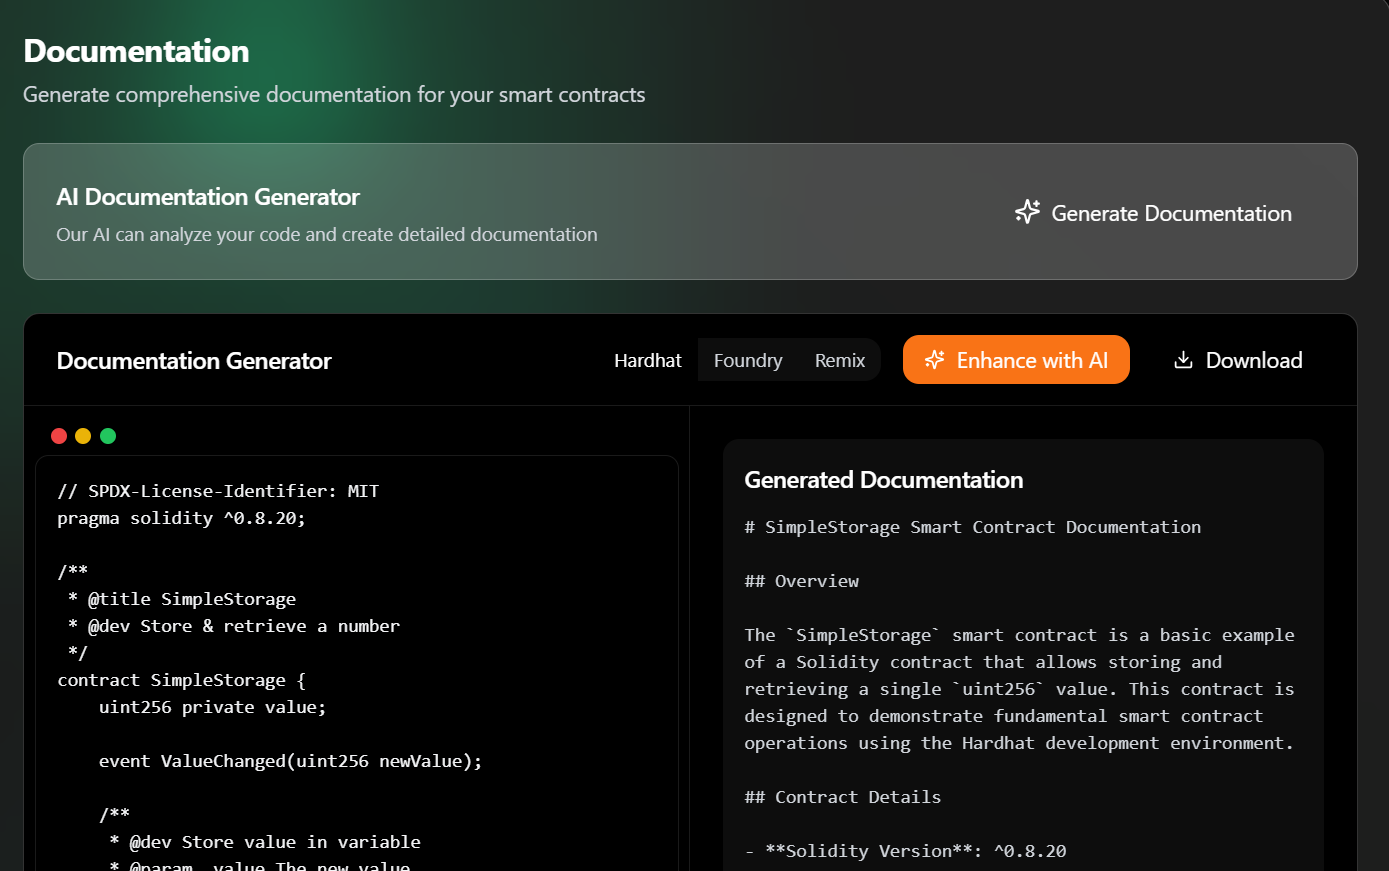 Documentation
Generate comprehensive documentation for your smart contracts
AI Documentation Generator
Our AI can analyze your code and create detailed documentation
Generate Documentation
Documentation Generator
Hardhat
Foundry
Remix
Enhance with AI
Download
// SPDX-License-Identifier: MIT
pragma solidity ^0.8.20;
/**
 * @title SimpleStorage
 * @dev Store & retrieve a number
 */
contract SimpleStorage {
    uint256 private value;
    event ValueChanged(uint256 newValue);
    /**
     * @dev Store value in variable
     * @param _value The new value
Generated Documentation
# SimpleStorage Smart Contract Documentation
## Overview
The `SimpleStorage` smart contract is a basic example
of a Solidity contract that allows storing and
retrieving a single `uint256` value. This contract is
designed to demonstrate fundamental smart contract
operations using the Hardhat development environment.
## Contract Details
- **Solidity Version**: ^0.8.20